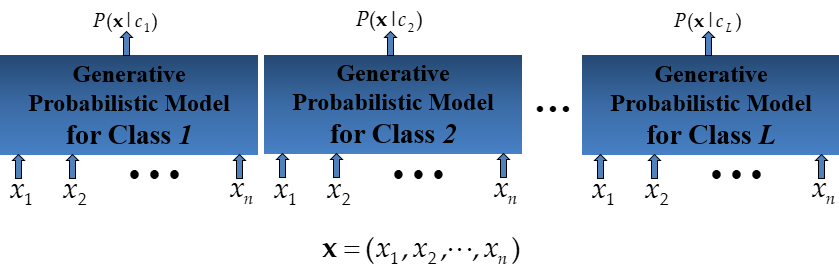 P(x|c₁) P(x|c₂) P(x|c_L)
Generative Generative Generative
Probabilistic Model Probabilistic Model ••• Probabilistic Model
for Class 1 for Class 2 for Class L
x₁ x₂ ••• xₙ x₁ x₂ ••• xₙ x₁ x₂ ••• xₙ
x = (x₁, x₂, ⋯, xₙ)